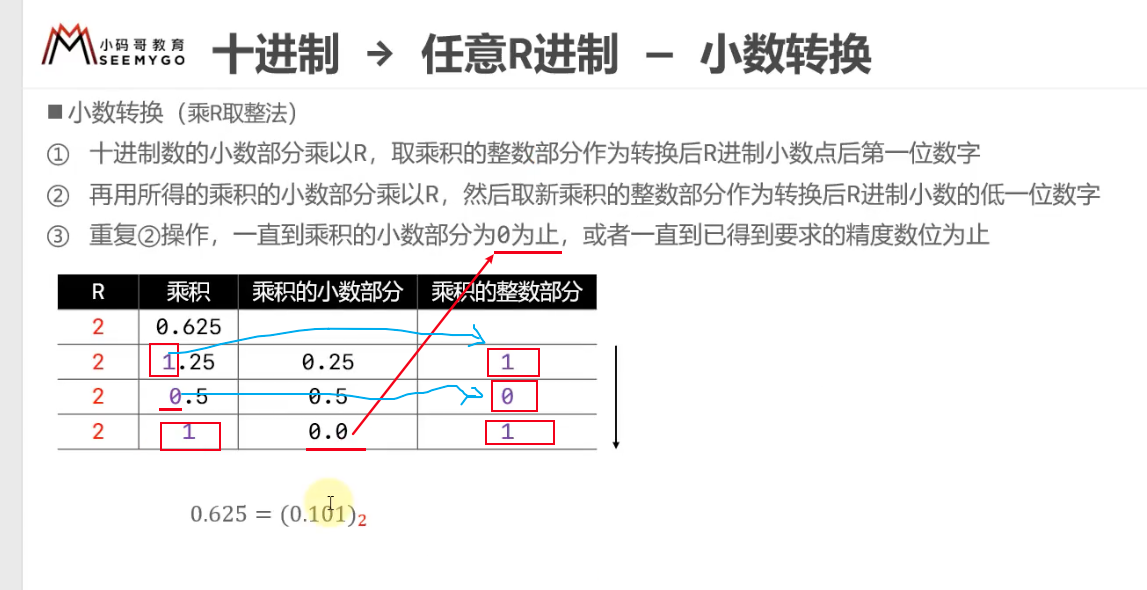 小码哥教育
SEEMYGO
十进制 → 任意R进制 – 小数转换
■ 小数转换（乘R取整法）
① 十进制数的小数部分乘以R，取乘积的整数部分作为转换后R进制小数点后第一位数字
② 再用所得的乘积的小数部分乘以R，然后取新乘积的整数部分作为转换后R进制小数的低一位数字
③ 重复②操作，一直到乘积的小数部分为0为止，或者一直到已得到要求的精度数位为止
R 乘积 乘积的小数部分 乘积的整数部分
2 0.625
2 1.25 0.25 1
2 0.5 0.5 0
2 1 0.0 1
0.625 = (0.101)₂